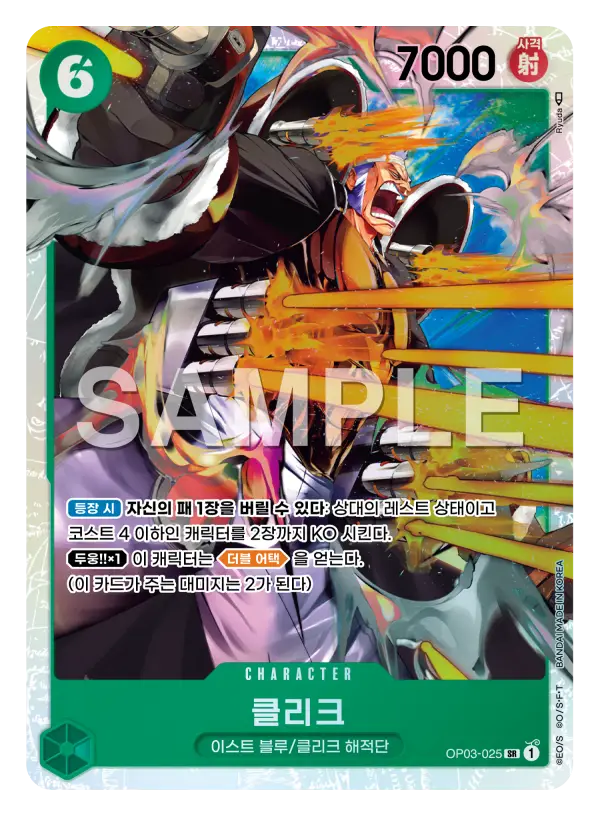 6
7000
사격
射
Ryuda
SAMPLE
등장 시 자신의 패 1장을 버릴 수 있다: 상대의 레스트 상태이고
코스트 4 이하인 캐릭터를 2장까지 KO 시킨다.
두웅!!×1 이 캐릭터는 더블 어택 을 얻는다.
(이 카드가 주는 대미지는 2가 된다)
CHARACTER
클리크
이스트 블루/클리크 해적단
OP03-025 SR 1
©EO/S ©O/S·F·T BANDAI MADE IN KOREA